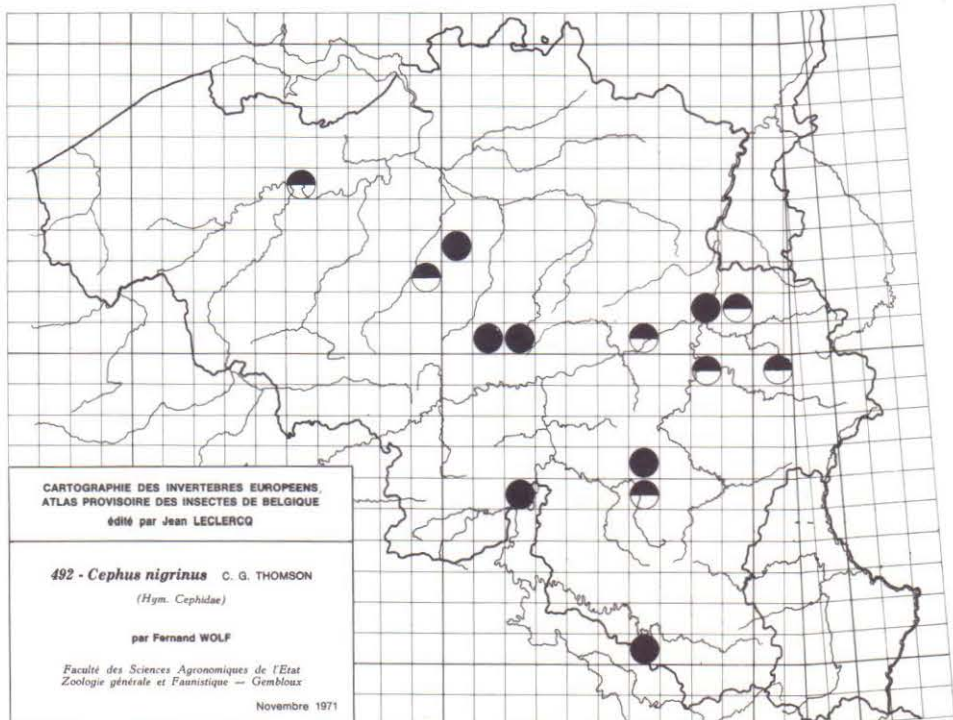 CARTOGRAPHIE DES INVERTEBRES EUROPEENS,
ATLAS PROVISOIRE DES INSECTES DE BELGIQUE
édité par Jean LECLERCQ
492 - Cephus nigrinus C. G. THOMSON
(Hym. Cephidae)
par Fernand WOLF
Faculté des Sciences Agronomiques de l'Etat
Zoologie générale et Faunistique — Gembloux
Novembre 1971